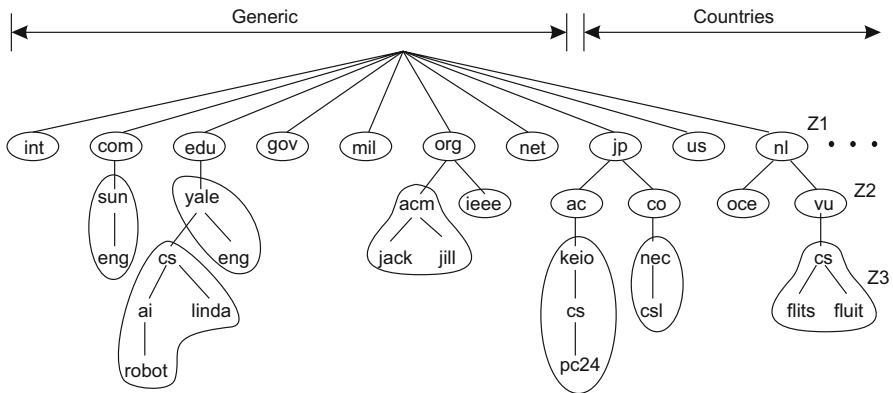 Generic Countries
int com edu gov mil org net jp us nl Z1 • • •
sun yale acm ieee ac co oce vu Z2
eng cs eng jack jill keio nec cs Z3
ai linda cs csl flits fluit
robot pc24